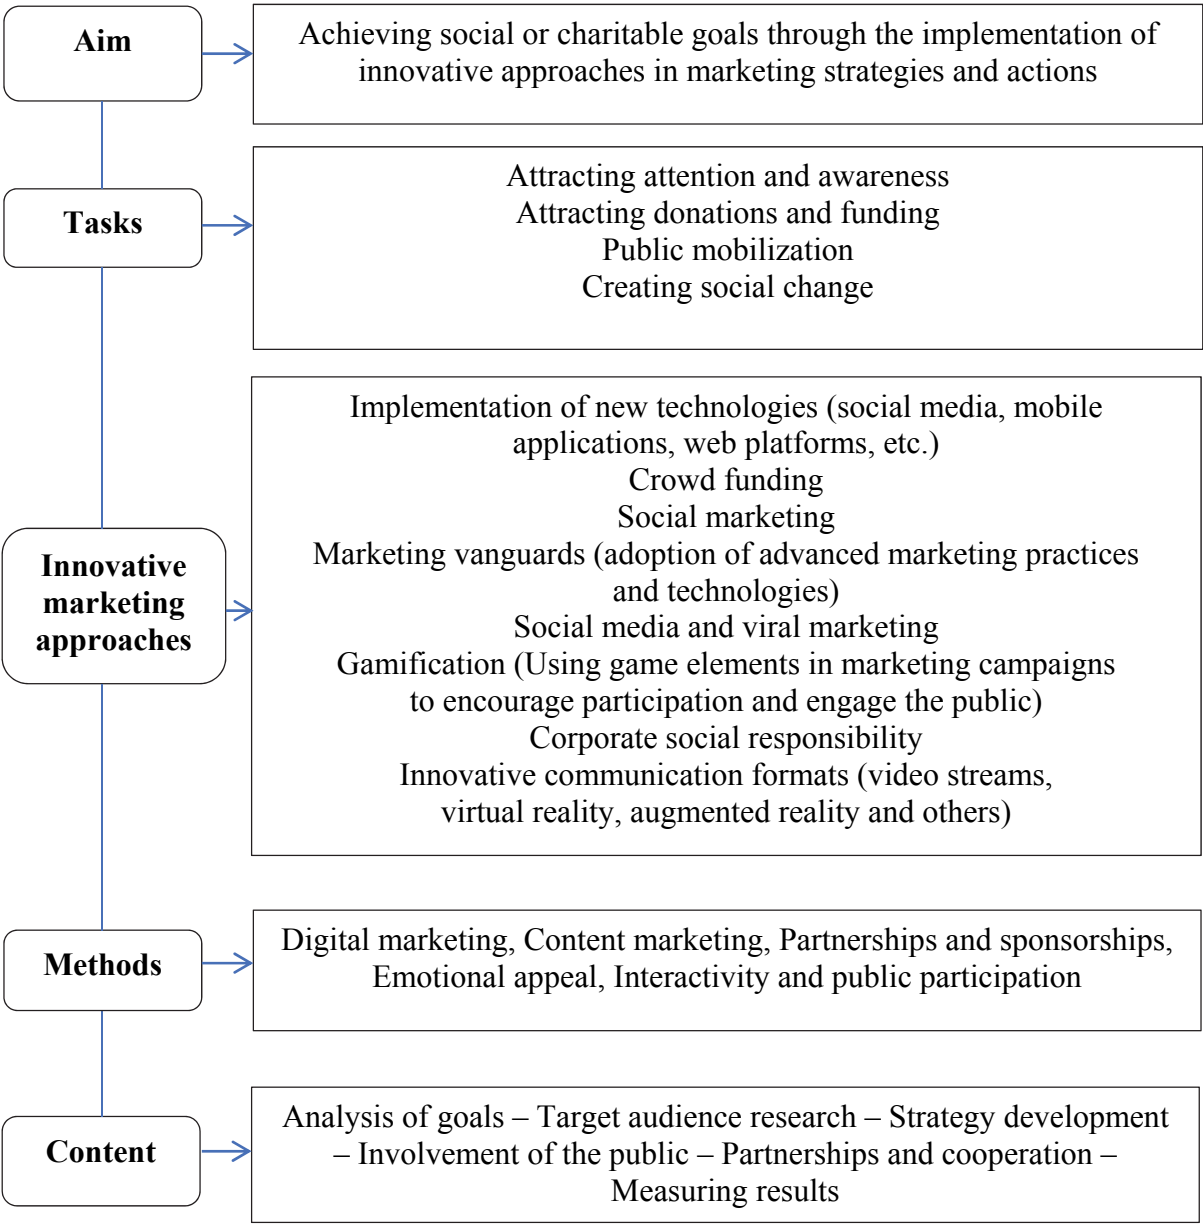 Aim
Achieving social or charitable goals through the implementation of
innovative approaches in marketing strategies and actions
Tasks
Attracting attention and awareness
Attracting donations and funding
Public mobilization
Creating social change
Innovative
marketing
approaches
Implementation of new technologies (social media, mobile
applications, web platforms, etc.)
Crowd funding
Social marketing
Marketing vanguards (adoption of advanced marketing practices
and technologies)
Social media and viral marketing
Gamification (Using game elements in marketing campaigns
to encourage participation and engage the public)
Corporate social responsibility
Innovative communication formats (video streams,
virtual reality, augmented reality and others)
Methods
Digital marketing, Content marketing, Partnerships and sponsorships,
Emotional appeal, Interactivity and public participation
Content
Analysis of goals – Target audience research – Strategy development
– Involvement of the public – Partnerships and cooperation –
Measuring results